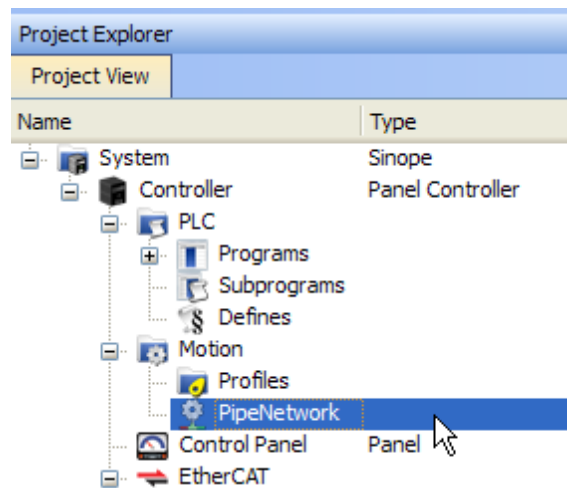 Project Explorer
Project View
Name Type
System Sinope
Controller Panel Controller
PLC
Programs
Subprograms
Defines
Motion
Profiles
PipeNetwork
Control Panel Panel
EtherCAT